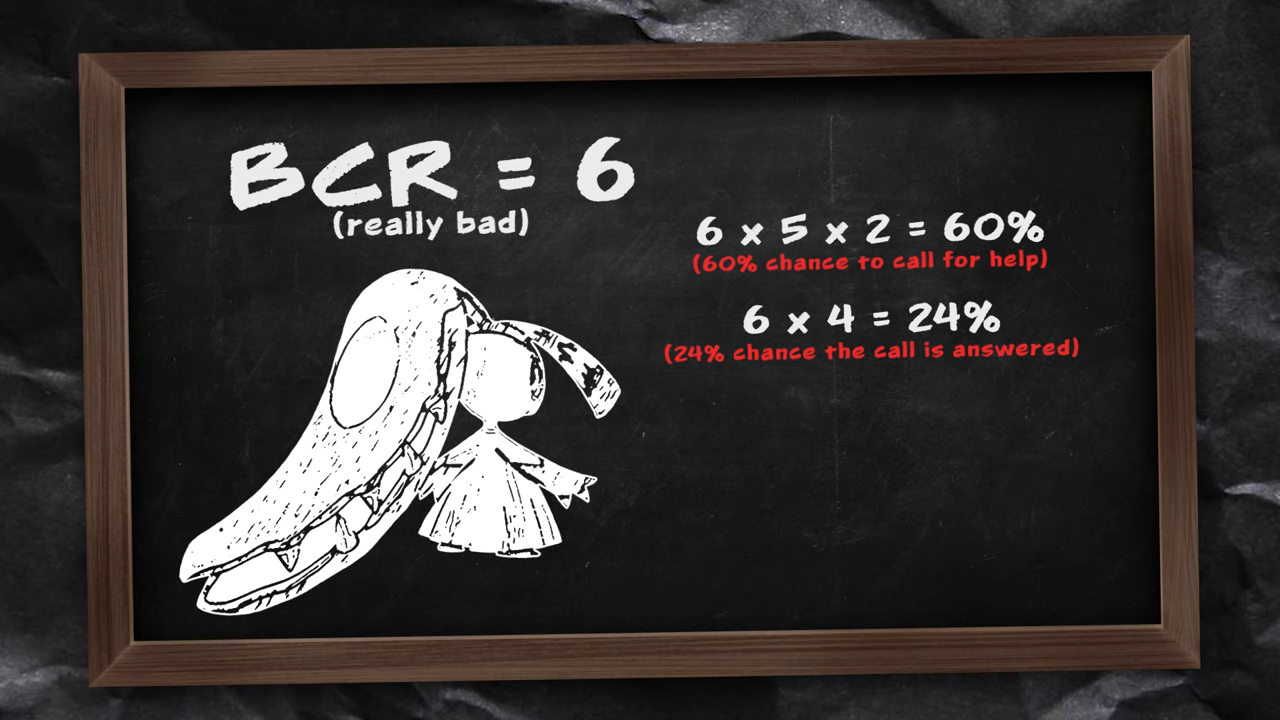 BCR = 6
(really bad)
6 x 5 x 2 = 60%
(60% chance to call for help)
6 x 4 = 24%
(24% chance the call is answered)